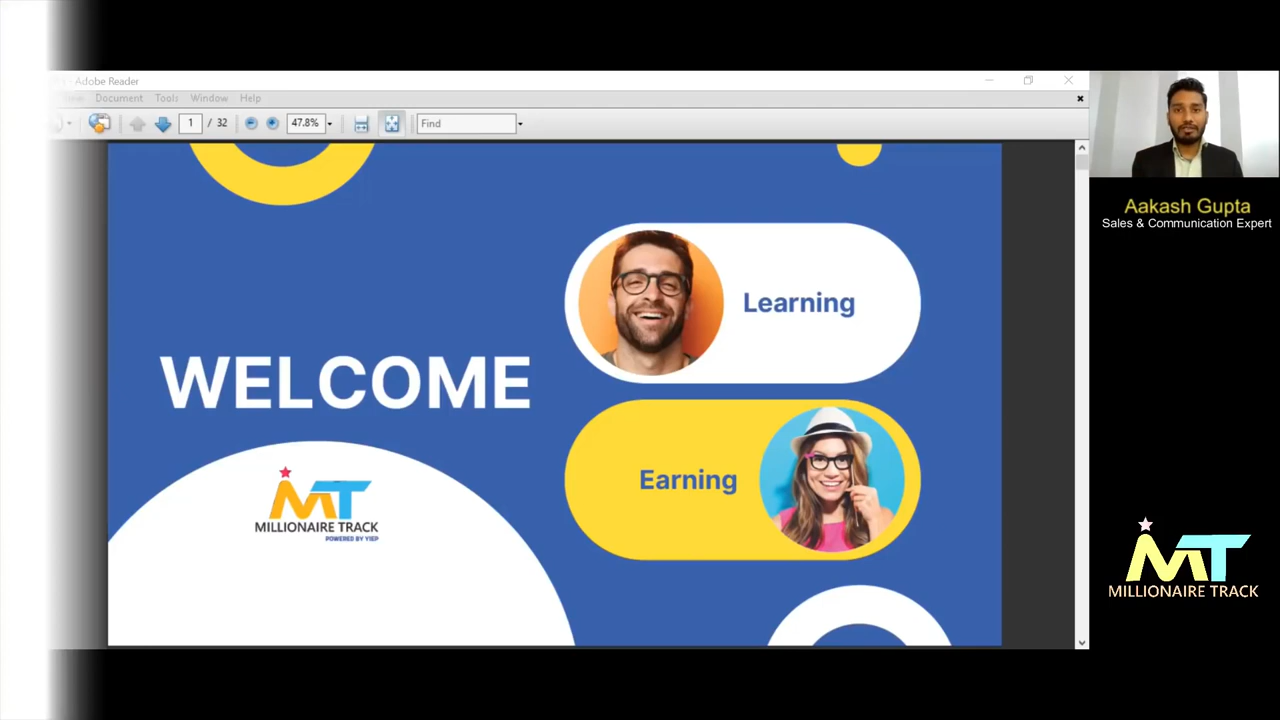 - Adobe Reader
Document Tools Window Help
1 / 32 47.8% Find
Aakash Gupta
Sales & Communication Expert
Learning
WELCOME
Earning
MT
MILLIONAIRE TRACK
POWERED BY YIEP
MT
MILLIONAIRE TRACK